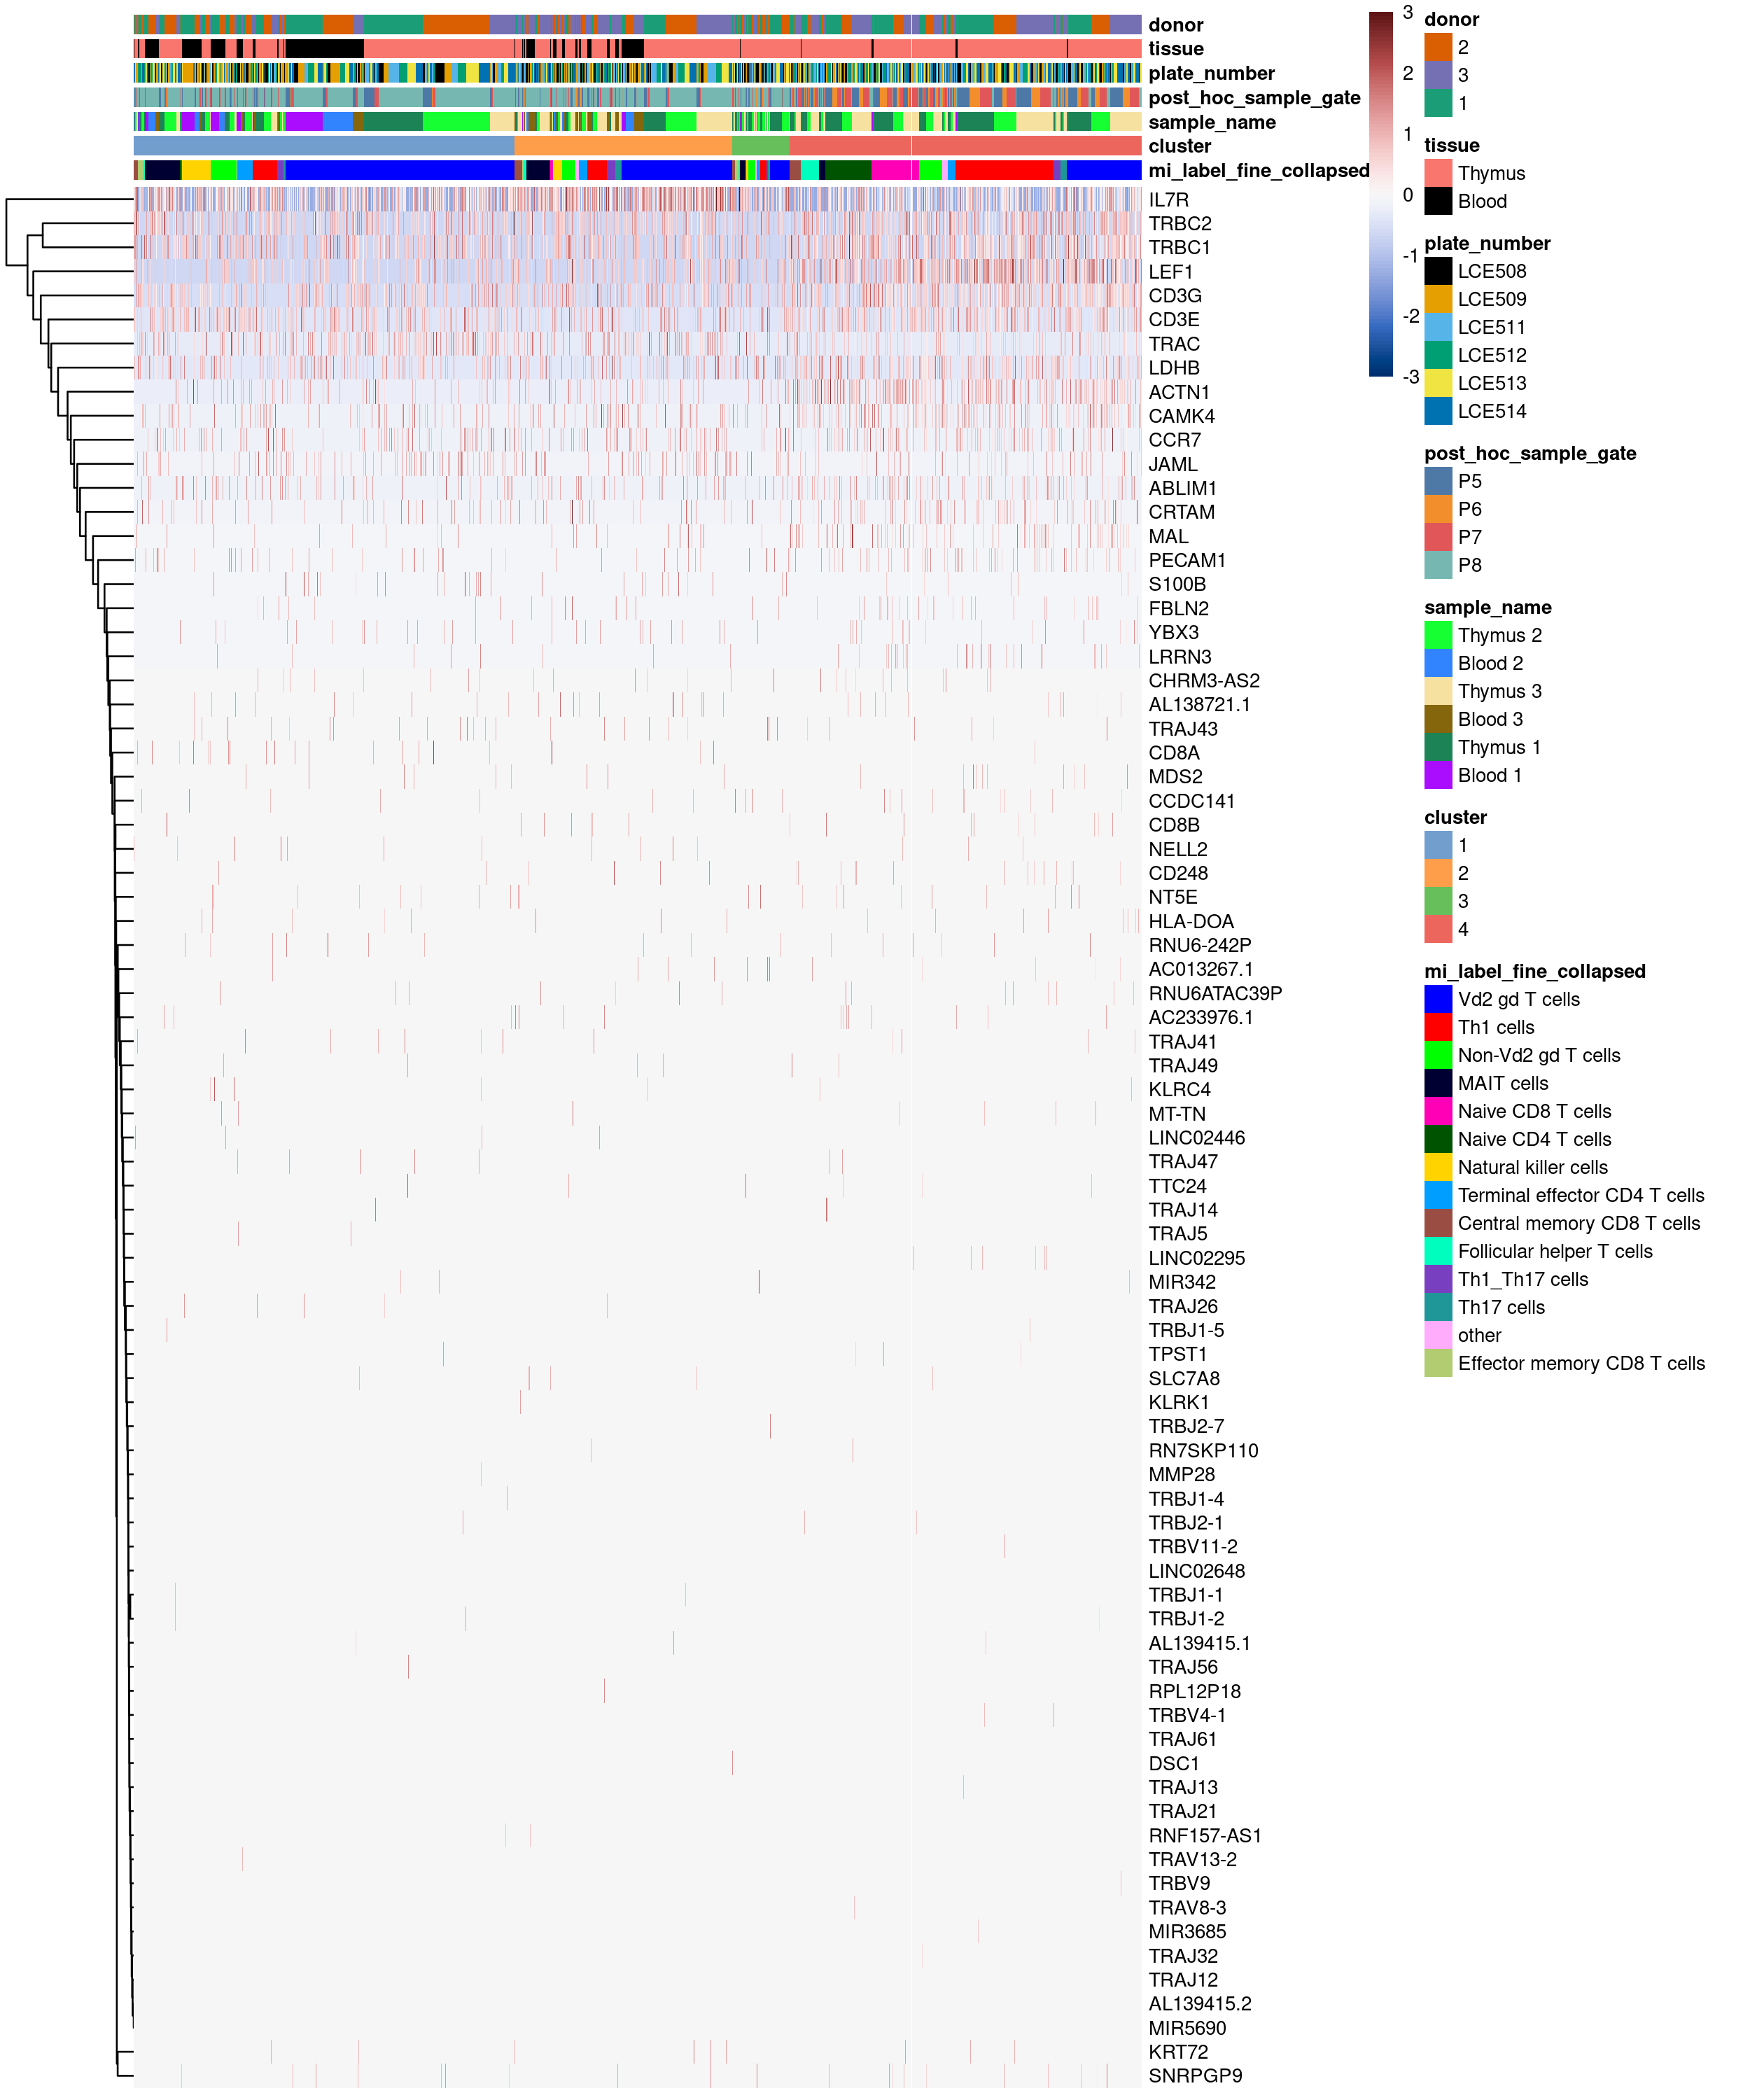 donor
tissue
plate_number
post_hoc_sample_gate
sample_name
cluster
mi_label_fine_collapsed
IL7R
TRBC2
TRBC1
LEF1
CD3G
CD3E
TRAC
LDHB
ACTN1
CAMK4
CCR7
JAML
ABLIM1
CRTAM
MAL
PECAM1
S100B
FBLN2
YBX3
LRRN3
CHRM3-AS2
AL138721.1
TRAJ43
CD8A
MDS2
CCDC141
CD8B
NELL2
CD248
NT5E
HLA-DOA
RNU6-242P
AC013267.1
RNU6ATAC39P
AC233976.1
TRAJ41
TRAJ49
KLRC4
MT-TN
LINC02446
TRAJ47
TTC24
TRAJ14
TRAJ5
LINC02295
MIR342
TRAJ26
TRBJ1-5
TPST1
SLC7A8
KLRK1
TRBJ2-7
RN7SKP110
MMP28
TRBJ1-4
TRBJ2-1
TRBV11-2
LINC02648
TRBJ1-1
TRBJ1-2
AL139415.1
TRAJ56
RPL12P18
TRBV4-1
TRAJ61
DSC1
TRAJ13
TRAJ21
RNF157-AS1
TRAV13-2
TRBV9
TRAV8-3
MIR3685
TRAJ32
TRAJ12
AL139415.2
MIR5690
KRT72
SNRPGP9
3
2
1
0
-1
-2
-3
donor
2
3
1
tissue
Thymus
Blood
plate_number
LCE508
LCE509
LCE511
LCE512
LCE513
LCE514
post_hoc_sample_gate
P5
P6
P7
P8
sample_name
Thymus 2
Blood 2
Thymus 3
Blood 3
Thymus 1
Blood 1
cluster
1
2
3
4
mi_label_fine_collapsed
Vd2 gd T cells
Th1 cells
Non-Vd2 gd T cells
MAIT cells
Naive CD8 T cells
Naive CD4 T cells
Natural killer cells
Terminal effector CD4 T cells
Central memory CD8 T cells
Follicular helper T cells
Th1_Th17 cells
Th17 cells
other
Effector memory CD8 T cells